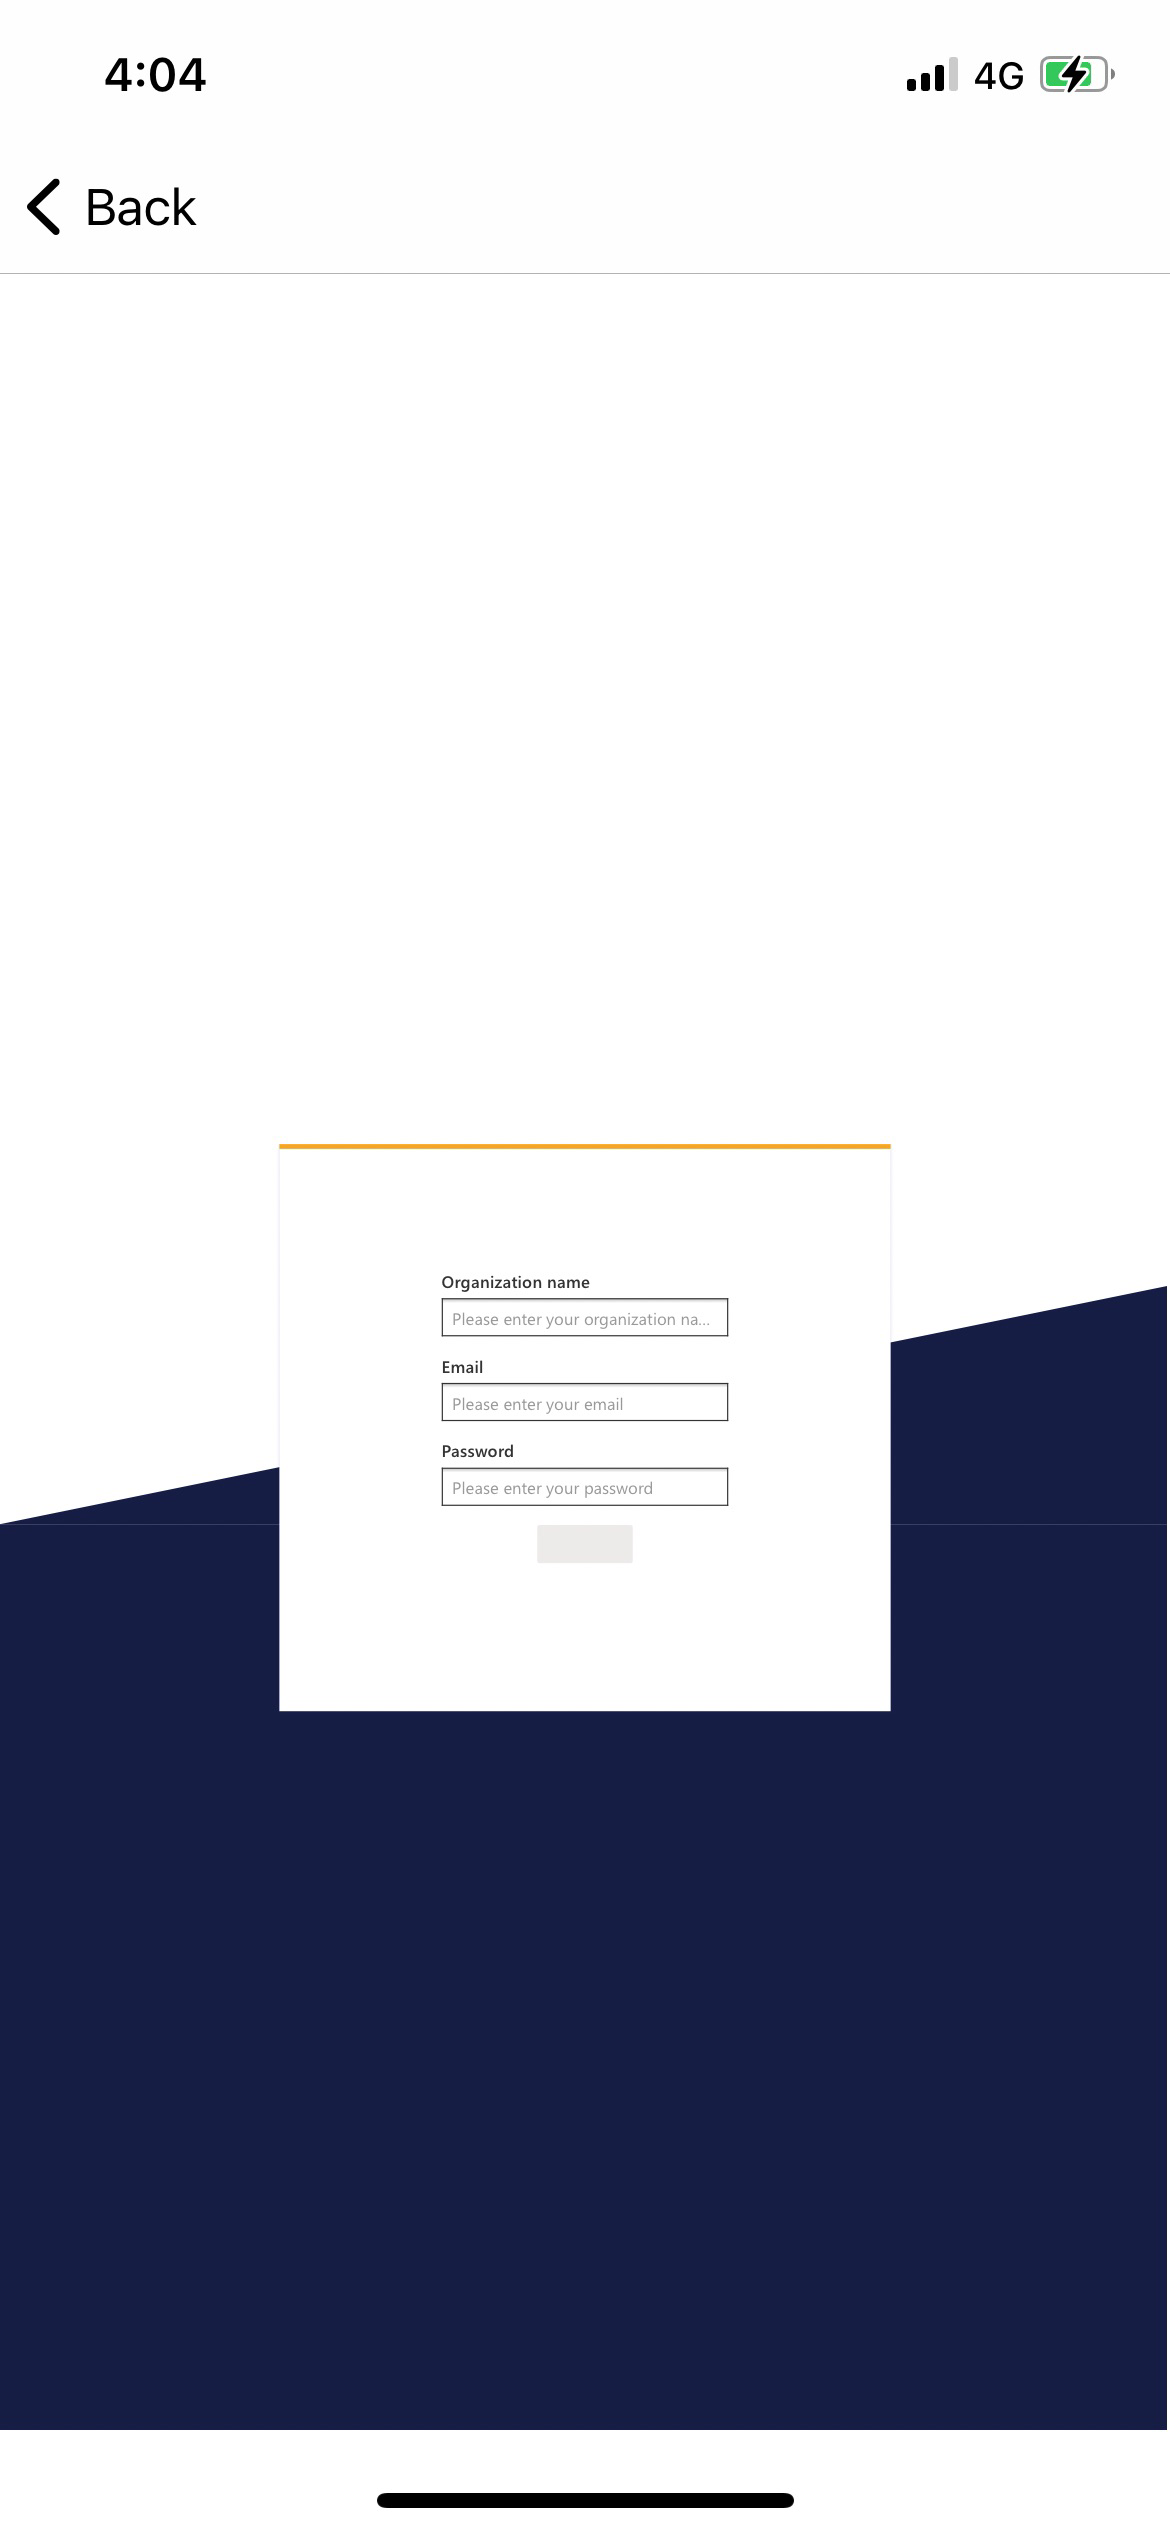 4:04
4G
Back
Organization name
Please enter your organization na...
Email
Please enter your email
Password
Please enter your password